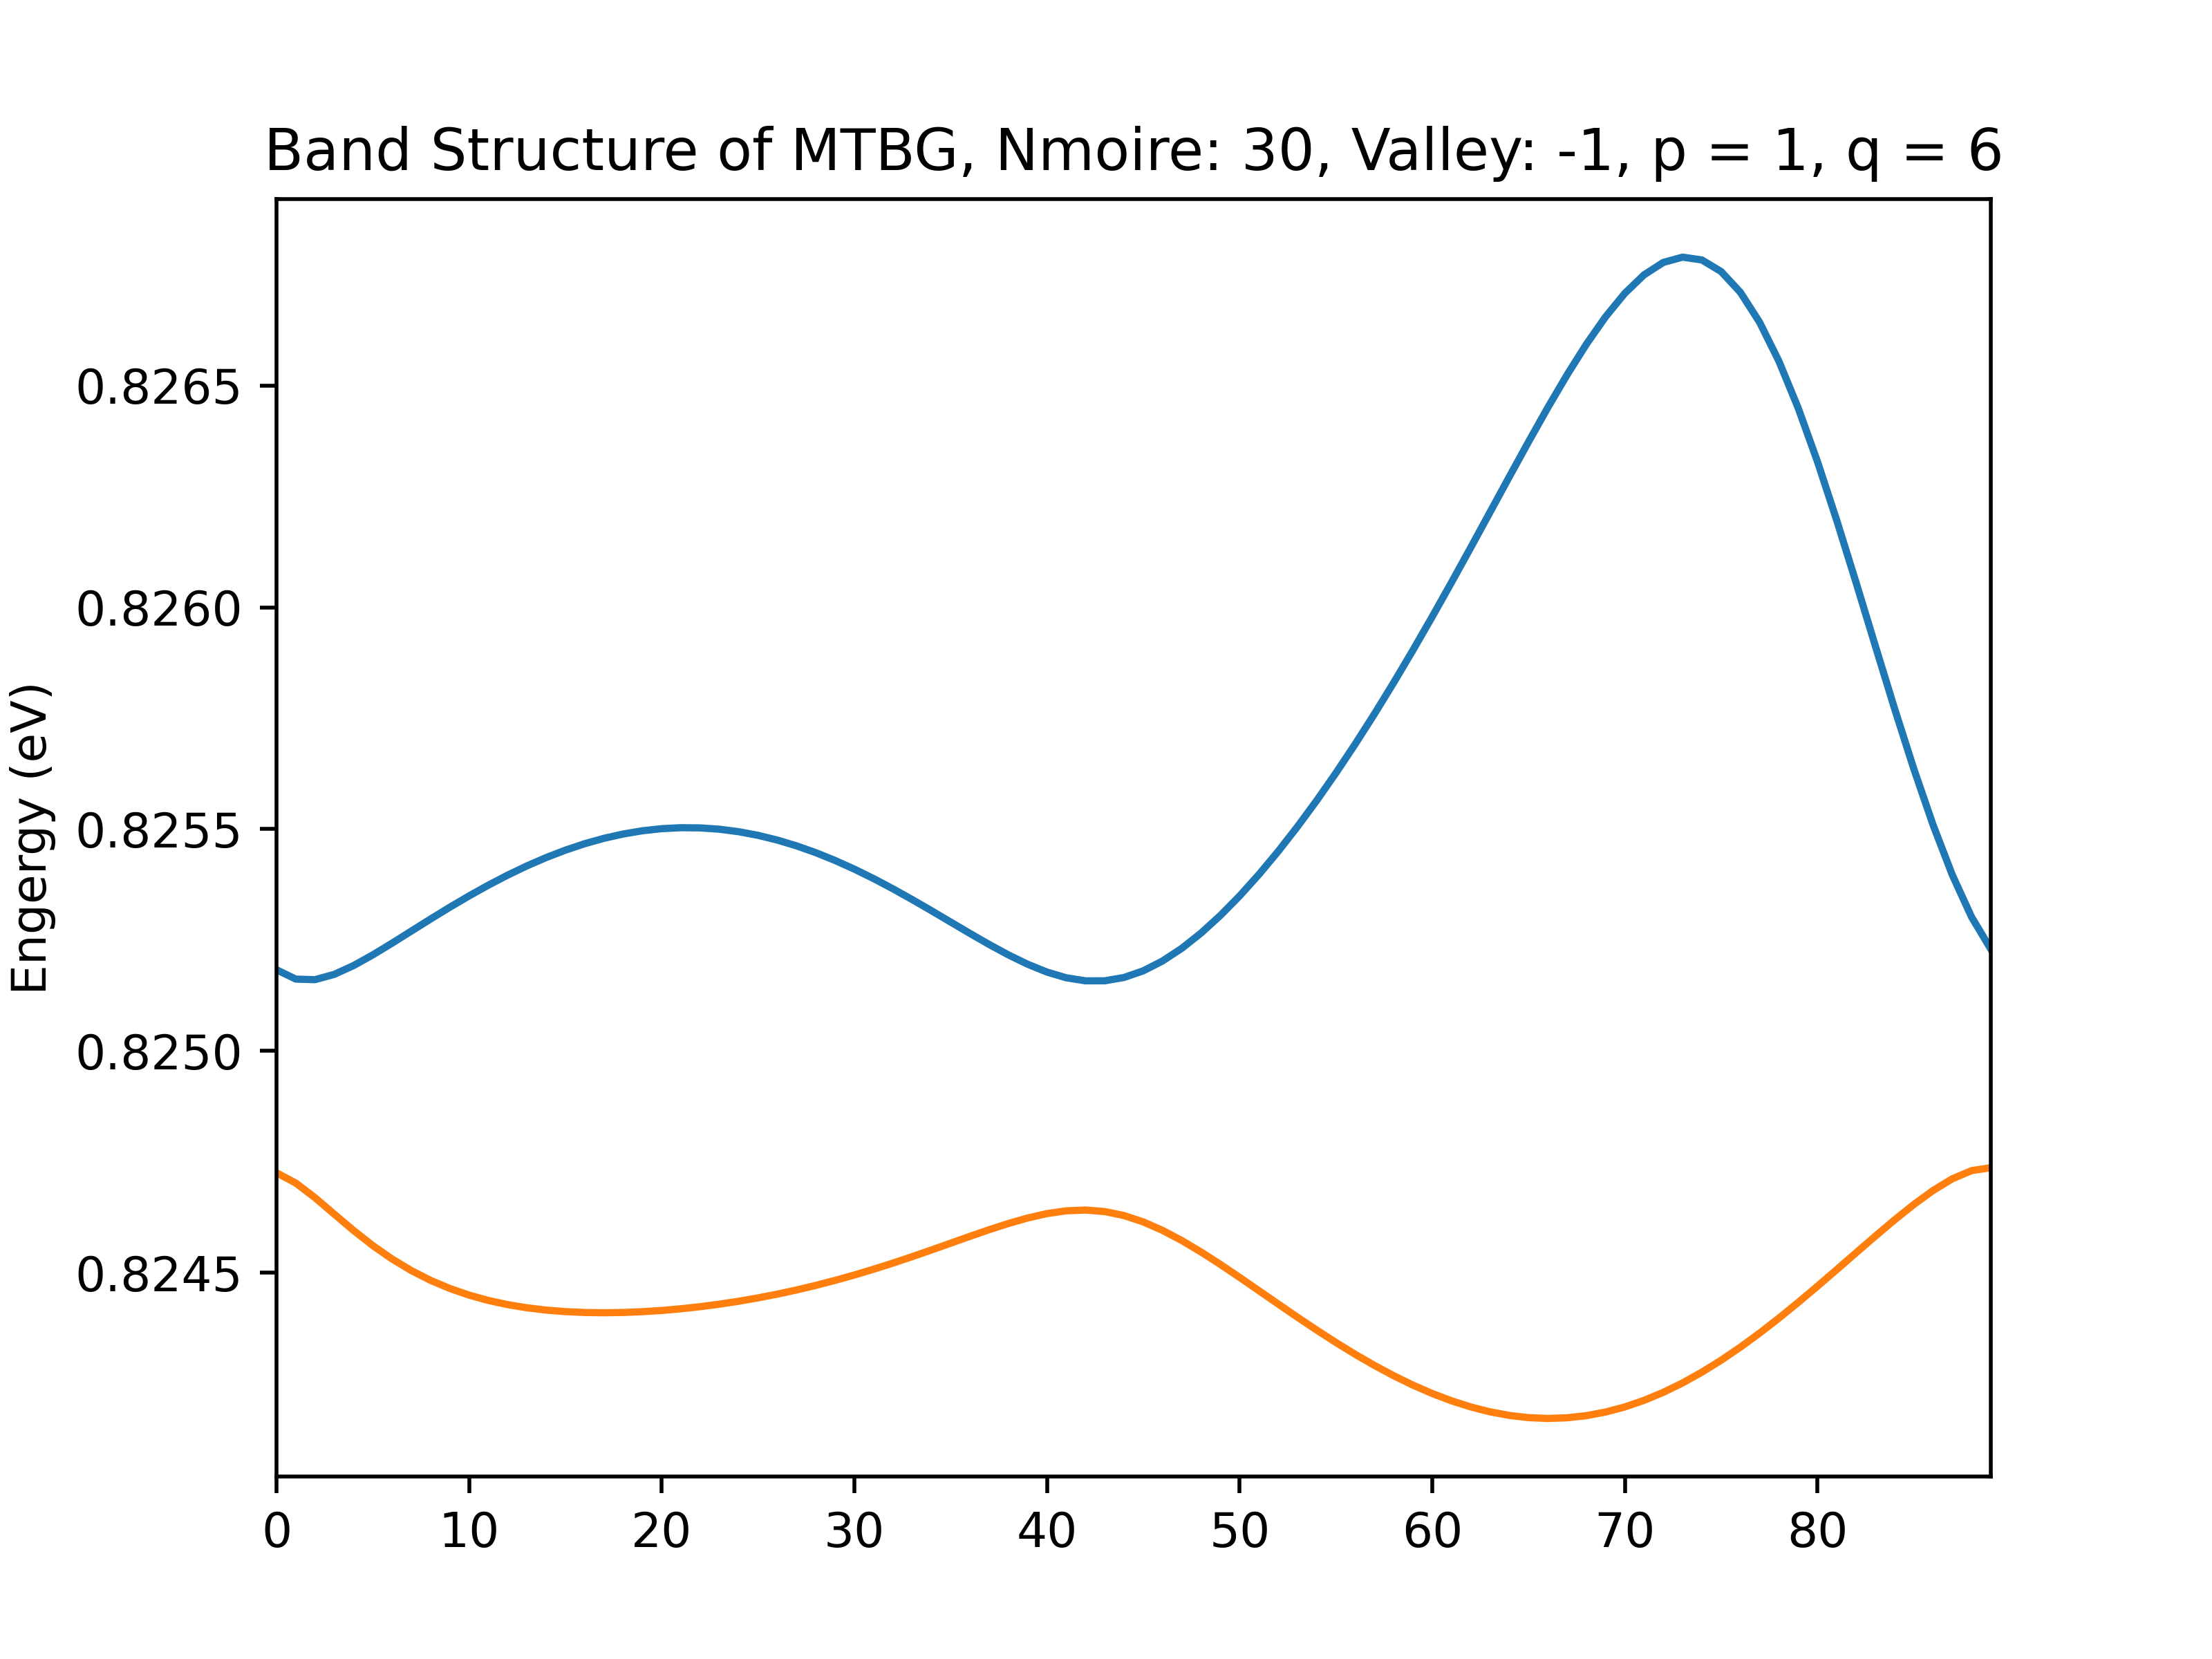 Band Structure of MTBG, Nmoire: 30, Valley: -1, p = 1, q = 6
0.8265
0.8260
0.8255
0.8250
0.8245
Engergy (eV)
0 10 20 30 40 50 60 70 80